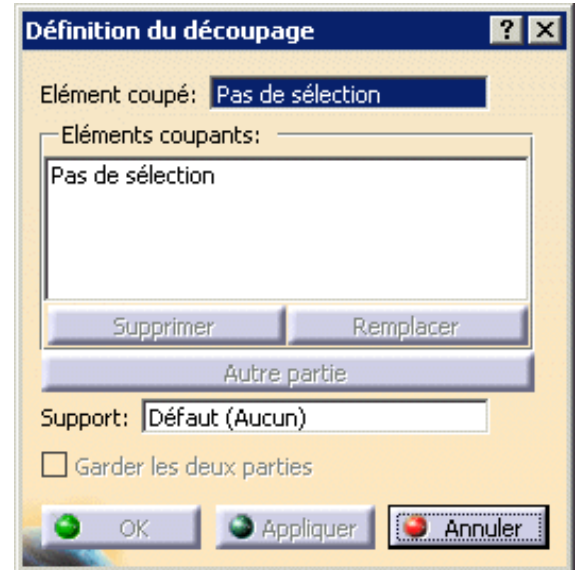 Définition du découpage
Elément coupé: Pas de sélection
Eléments coupants:
Pas de sélection
Supprimer Remplacer
Autre partie
Support: Défaut (Aucun)
Garder les deux parties
OK Appliquer Annuler